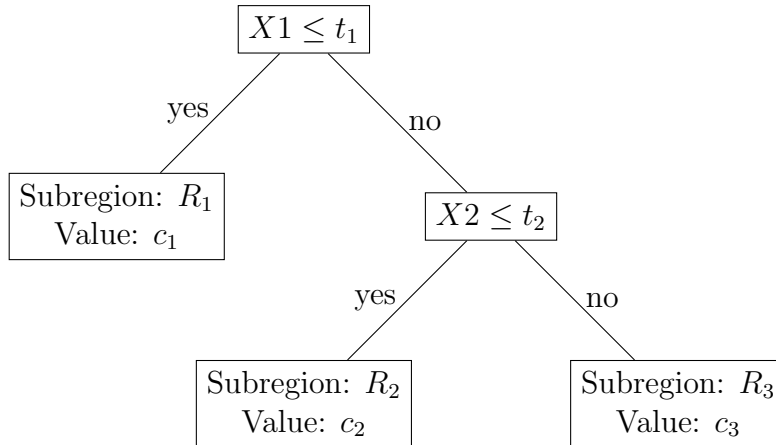 X1 ≤ t₁
yes
no
Subregion: R₁
Value: c₁
X2 ≤ t₂
yes
no
Subregion: R₂
Value: c₂
Subregion: R₃
Value: c₃